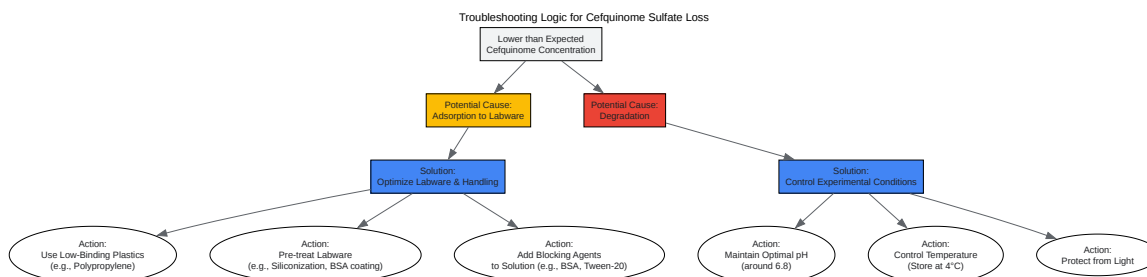 Troubleshooting Logic for Cefquinome Sulfate Loss
Lower than Expected
Cefquinome Concentration
Potential Cause:
Adsorption to Labware
Potential Cause:
Degradation
Solution:
Optimize Labware & Handling
Solution:
Control Experimental Conditions
Action:
Use Low-Binding Plastics
(e.g., Polypropylene)
Action:
Pre-treat Labware
(e.g., Siliconization, BSA coating)
Action:
Add Blocking Agents
to Solution (e.g., BSA, Tween-20)
Action:
Maintain Optimal pH
(around 6.8)
Action:
Control Temperature
(Store at 4°C)
Action:
Protect from Light